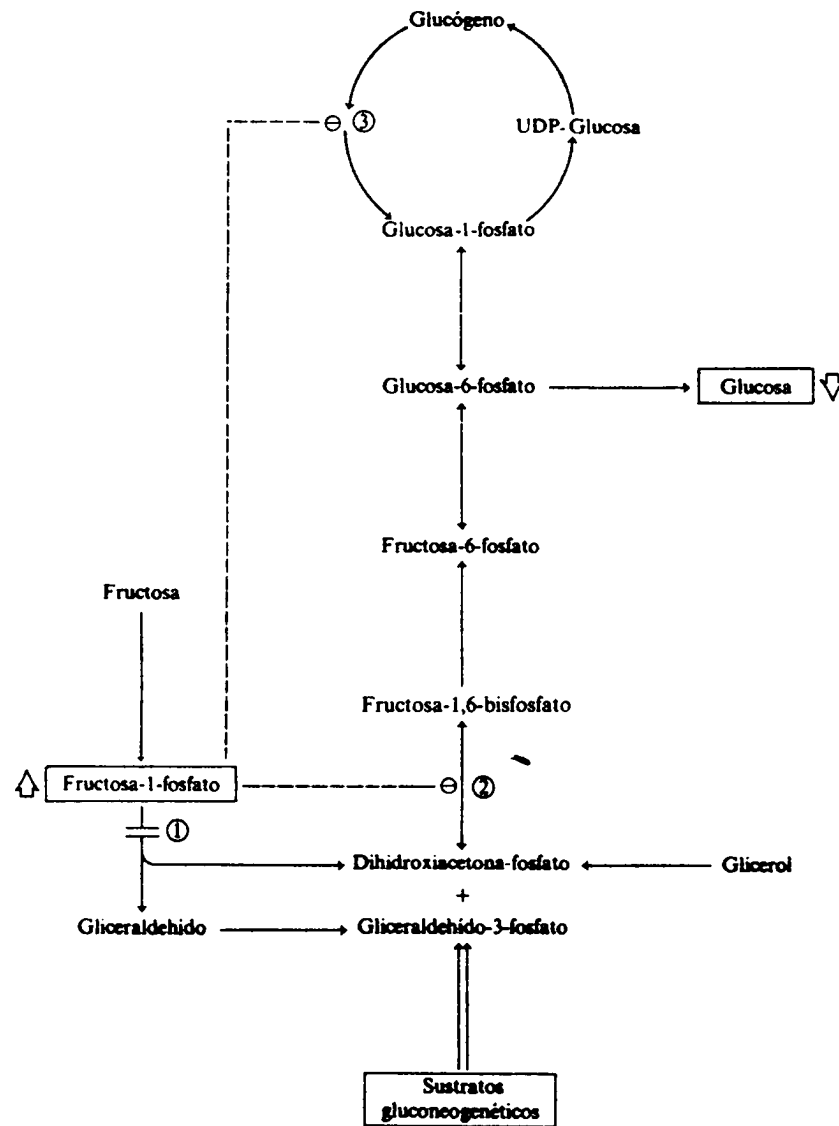 Glucógeno
⊖ ③
UDP-Glucosa
Glucosa-1-fosfato
Glucosa-6-fosfato
Glucosa
Fructosa-6-fosfato
Fructosa
Fructosa-1,6-bisfosfato
Fructosa-1-fosfato
⊖ ②
①
Dihidroxiacetona-fosfato
Glicerol
+
Gliceraldehido
Gliceraldehído-3-fosfato
Sustratos
gluconeogenéticos